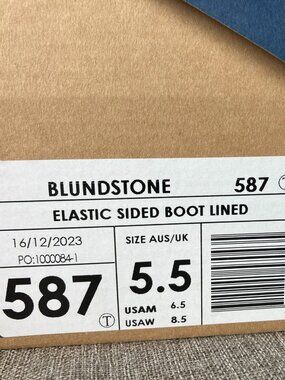 BLUNDSTONE 587 T
ELASTIC SIDED BOOT LINED
16/12/2023
PO:1000084-1
587 T
SIZE AUS/UK
5.5
USAM 6.5
USAW 8.5